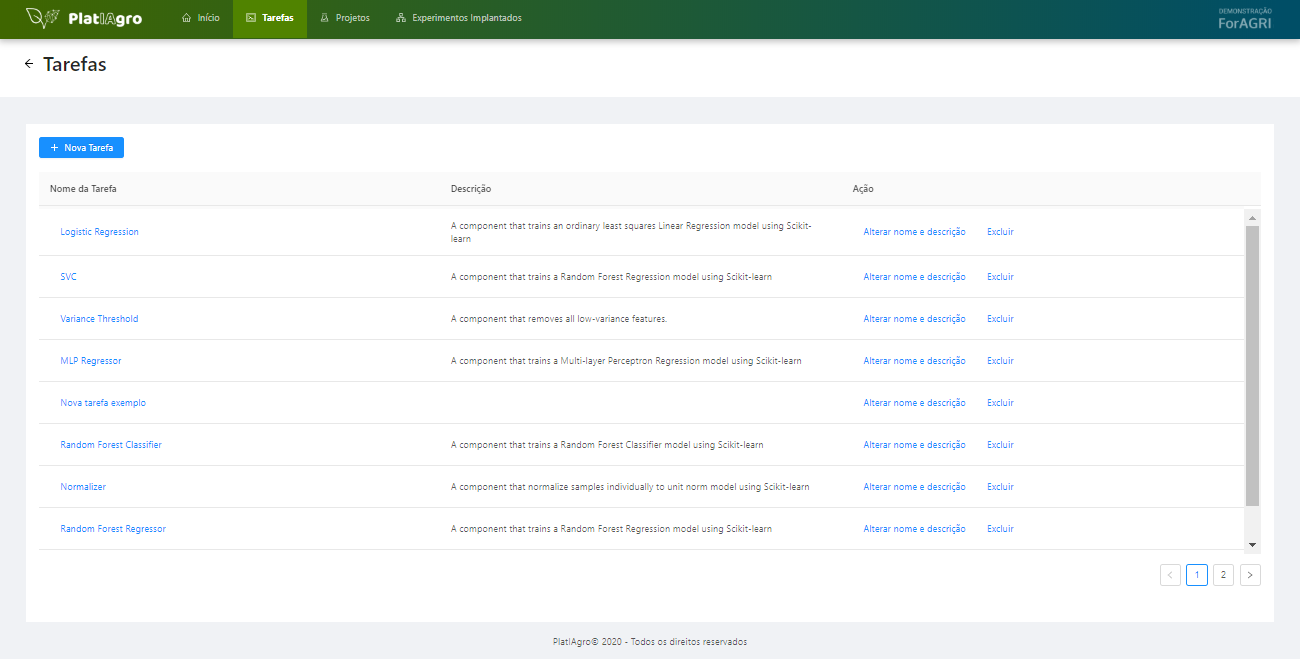 PlatIAgro
Início
Tarefas
Projetos
Experimentos Implantados
DEMONSTRAÇÃO
ForAGRI
← Tarefas
+ Nova Tarefa
Nome da Tarefa Descrição Ação
Logistic Regression A component that trains an ordinary least squares Linear Regression model using Scikit-
learn Alterar nome e descrição Excluir
SVC A component that trains a Random Forest Regression model using Scikit-learn Alterar nome e descrição Excluir
Variance Threshold A component that removes all low-variance features. Alterar nome e descrição Excluir
MLP Regressor A component that trains a Multi-layer Perceptron Regression model using Scikit-learn Alterar nome e descrição Excluir
Nova tarefa exemplo Alterar nome e descrição Excluir
Random Forest Classifier A component that trains a Random Forest Classifier model using Scikit-learn Alterar nome e descrição Excluir
Normalizer A component that normalize samples individually to unit norm model using Scikit-learn Alterar nome e descrição Excluir
Random Forest Regressor A component that trains a Random Forest Regression model using Scikit-learn Alterar nome e descrição Excluir
< 1 2 >
PlatIAgro© 2020 - Todos os direitos reservados